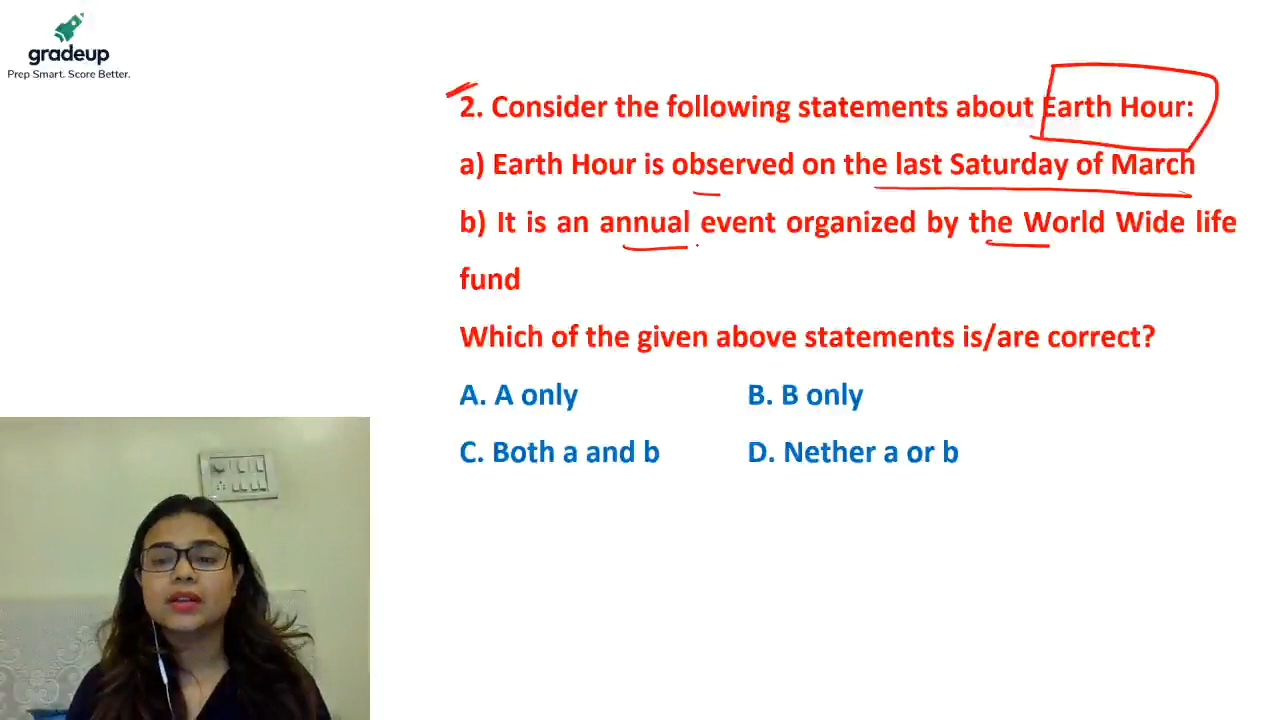 gradeup
Prep Smart. Score Better.
2. Consider the following statements about Earth Hour:
a) Earth Hour is observed on the last Saturday of March
b) It is an annual event organized by the World Wide life
fund
Which of the given above statements is/are correct?
A. A only B. B only
C. Both a and b D. Nether a or b